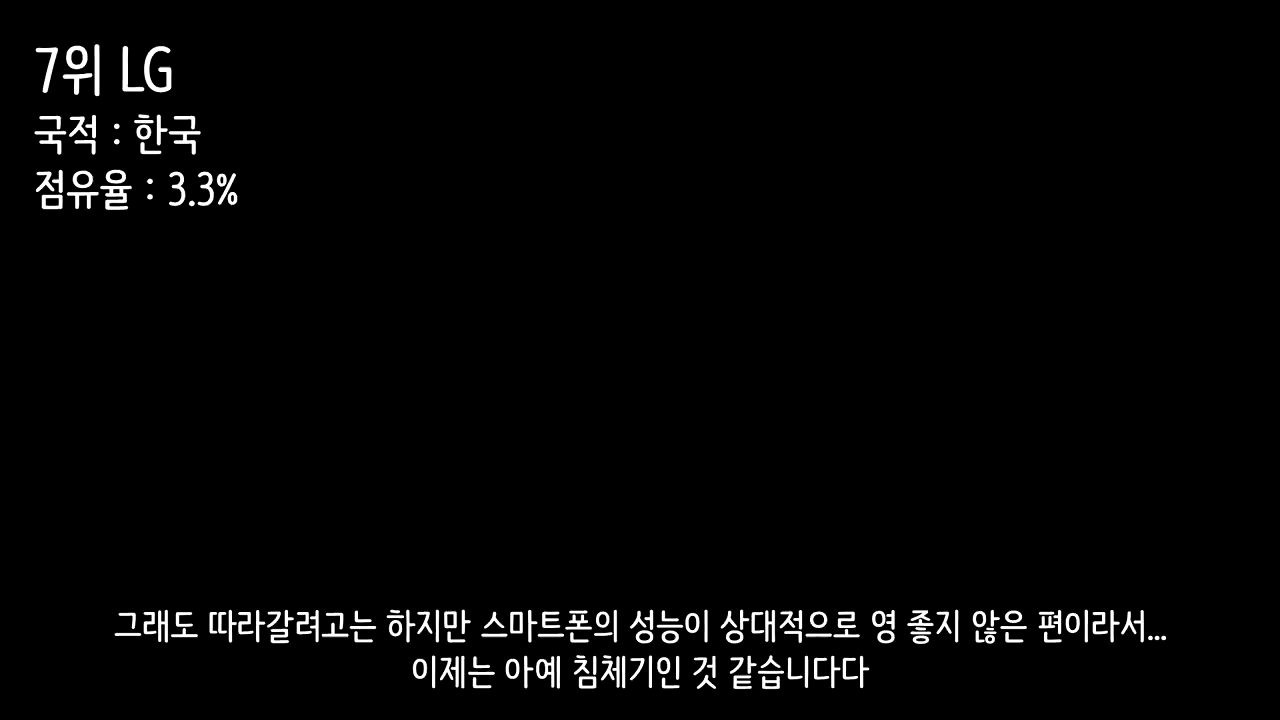 7위 LG
국적 : 한국
점유율 : 3.3%
그래도 따라갈려고는 하지만 스마트폰의 성능이 상대적으로 영 좋지 않은 편이라서...
이제는 아예 침체기인 것 같습니다다